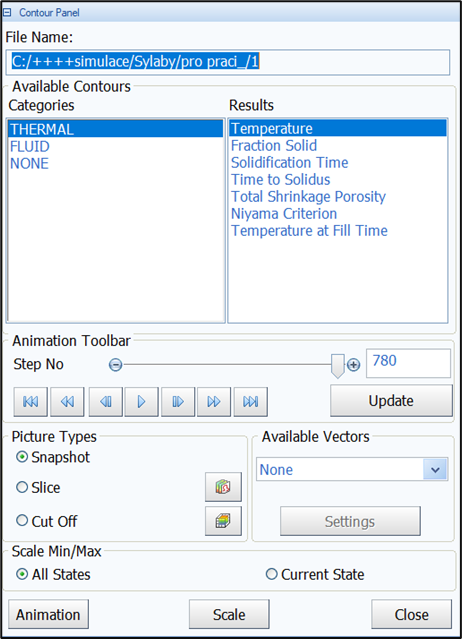 Contour Panel
File Name:
C:/++++simulace/Sylaby/pro praci_/1
Available Contours
Categories
Results
THERMAL
FLUID
NONE
Temperature
Fraction Solid
Solidification Time
Time to Solidus
Total Shrinkage Porosity
Niyama Criterion
Temperature at Fill Time
Animation Toolbar
Step No
780
Update
Picture Types
Snapshot
Slice
Cut Off
Available Vectors
None
Settings
Scale Min/Max
All States
Current State
Animation
Scale
Close